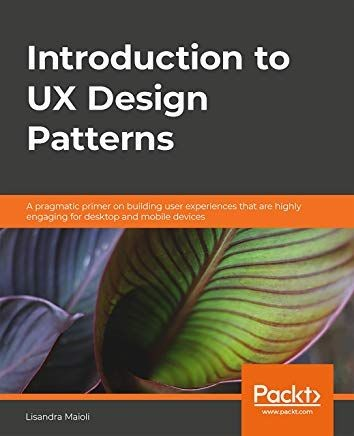 Introduction to
UX Design
Patterns
A pragmatic primer on building user experiences that are highly
engaging for desktop and mobile devices
Lisandra Maioli
Packt>
www.packt.com